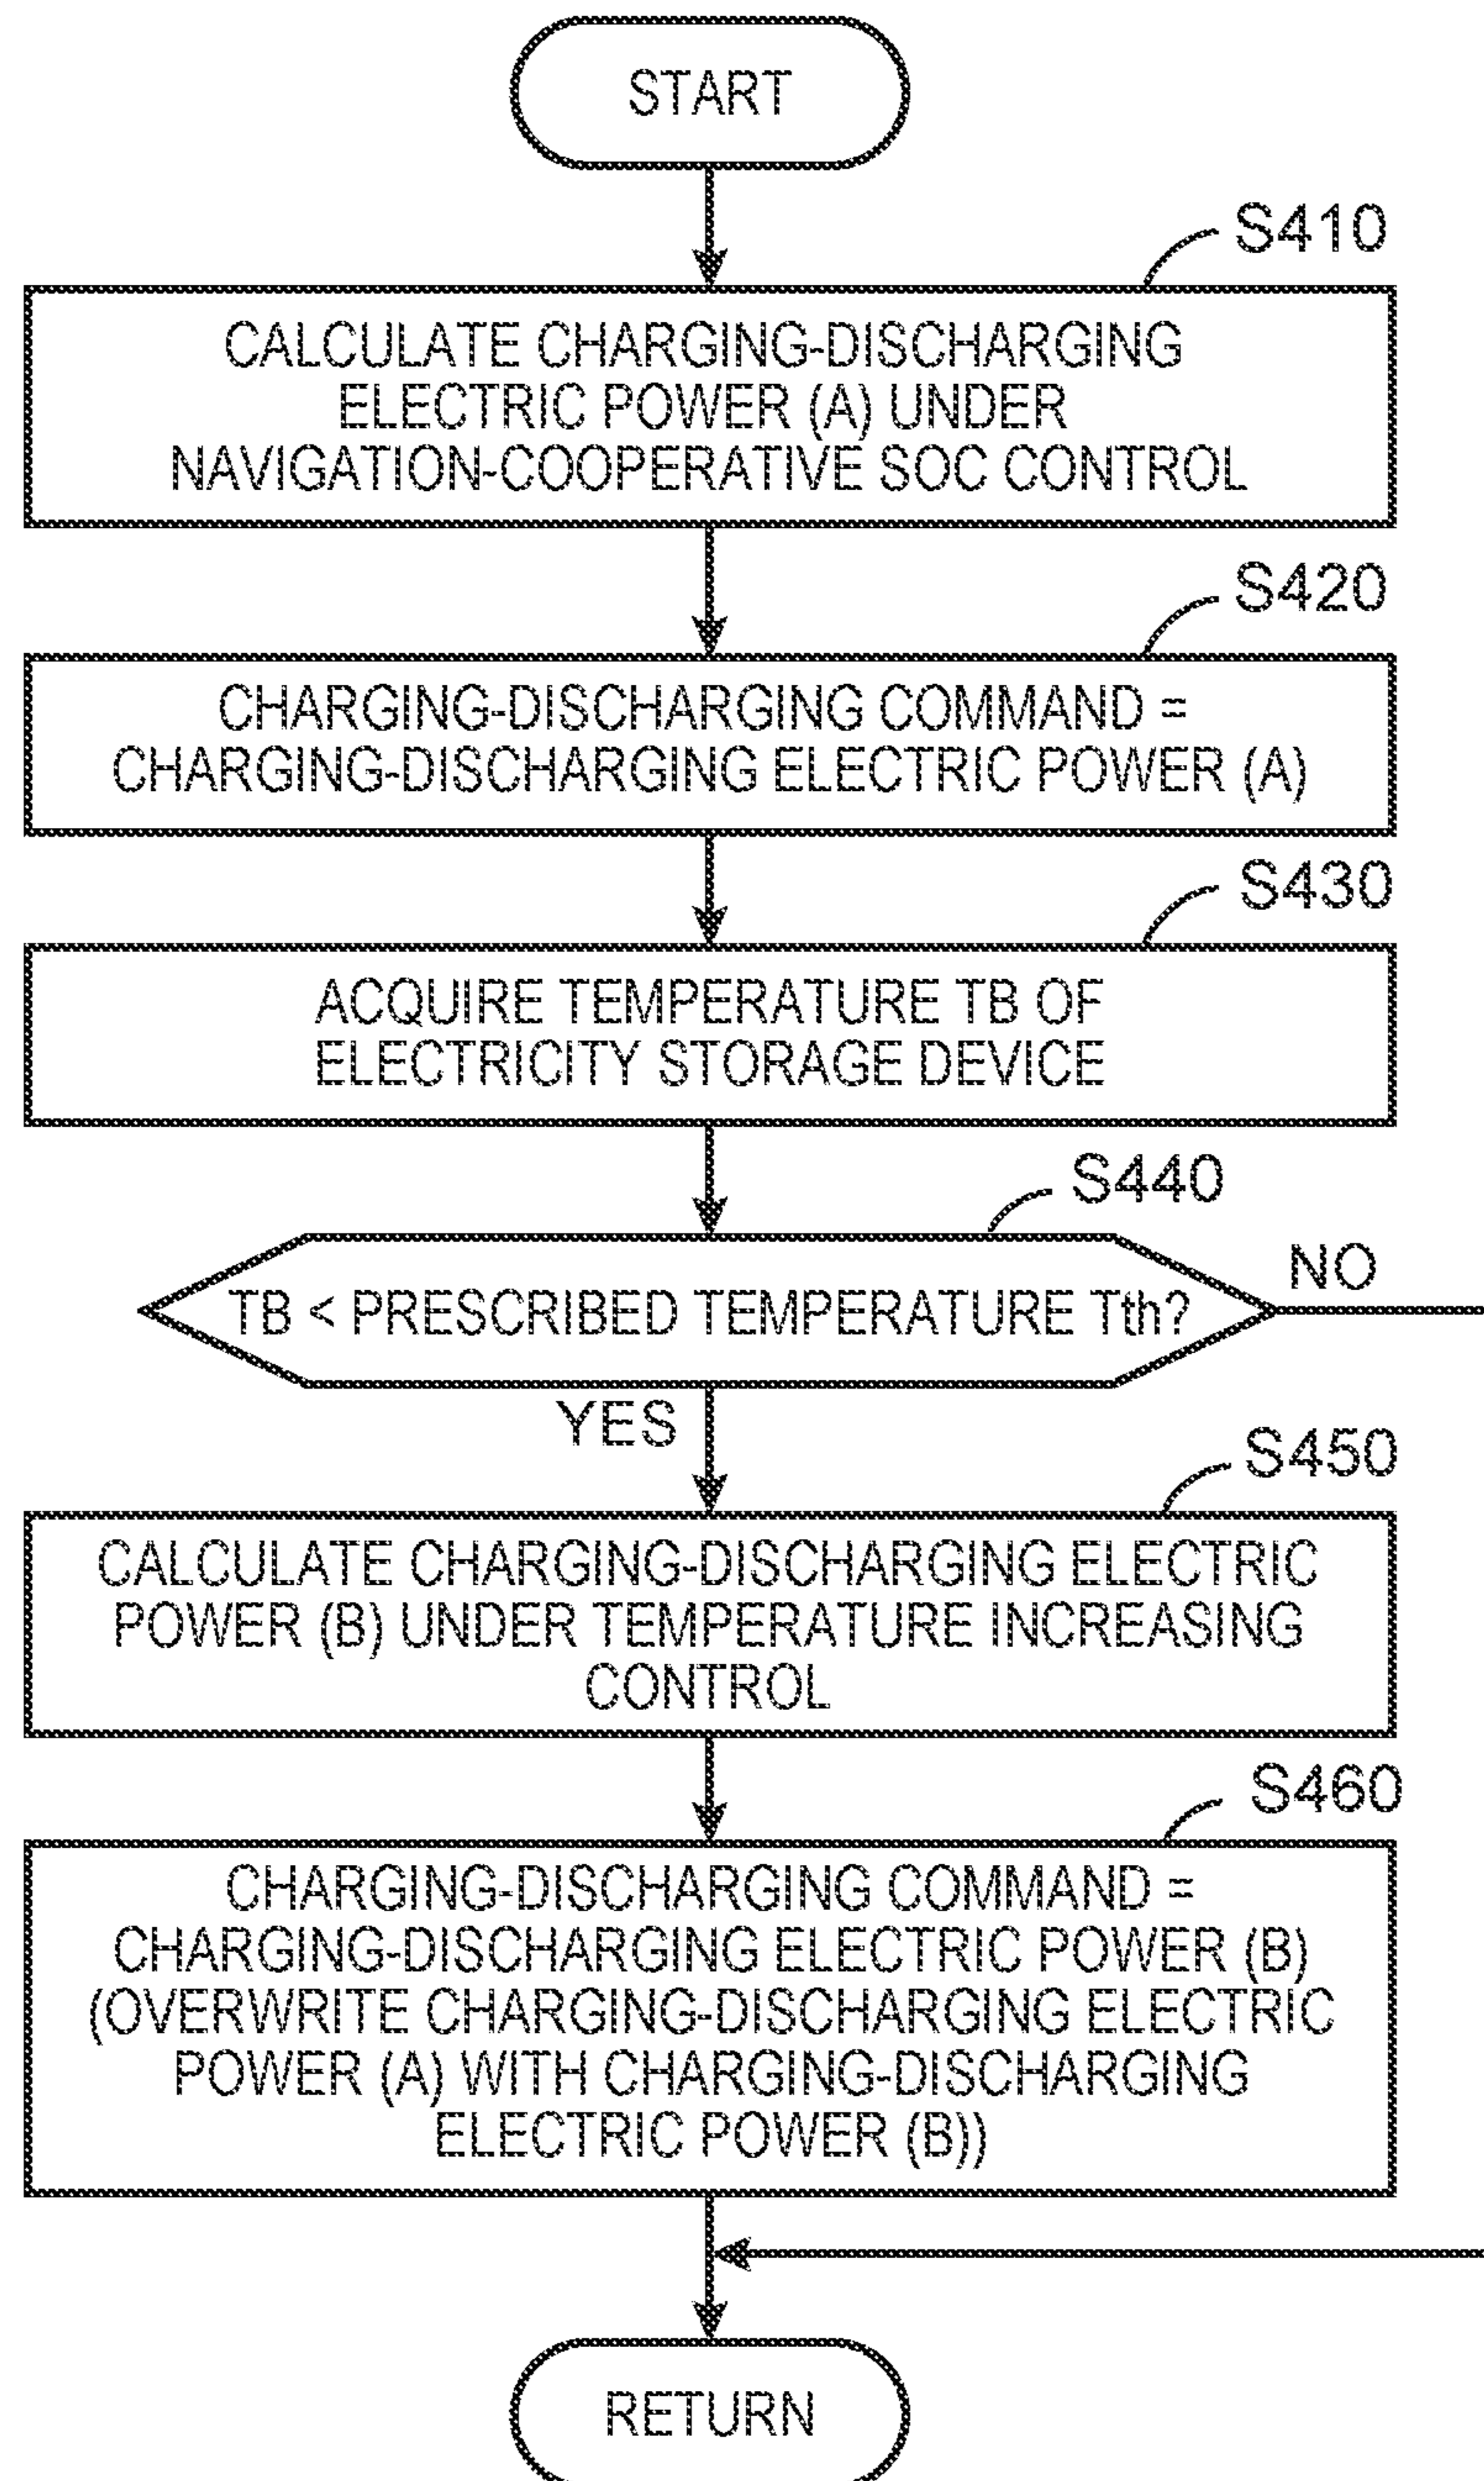 START
S410
CALCULATE CHARGING-DISCHARGING
ELECTRIC POWER (A) UNDER
NAVIGATION-COOPERATIVE SOC CONTROL
S420
CHARGING-DISCHARGING COMMAND =
CHARGING-DISCHARGING ELECTRIC POWER (A)
S430
ACQUIRE TEMPERATURE TB OF
ELECTRICITY STORAGE DEVICE
S440
TB < PRESCRIBED TEMPERATURE Tth?
NO
YES
S450
CALCULATE CHARGING-DISCHARGING ELECTRIC
POWER (B) UNDER TEMPERATURE INCREASING
CONTROL
S460
CHARGING-DISCHARGING COMMAND =
CHARGING-DISCHARGING ELECTRIC POWER (B)
(OVERWRITE CHARGING-DISCHARGING ELECTRIC
POWER (A) WITH CHARGING-DISCHARGING
ELECTRIC POWER (B))
RETURN